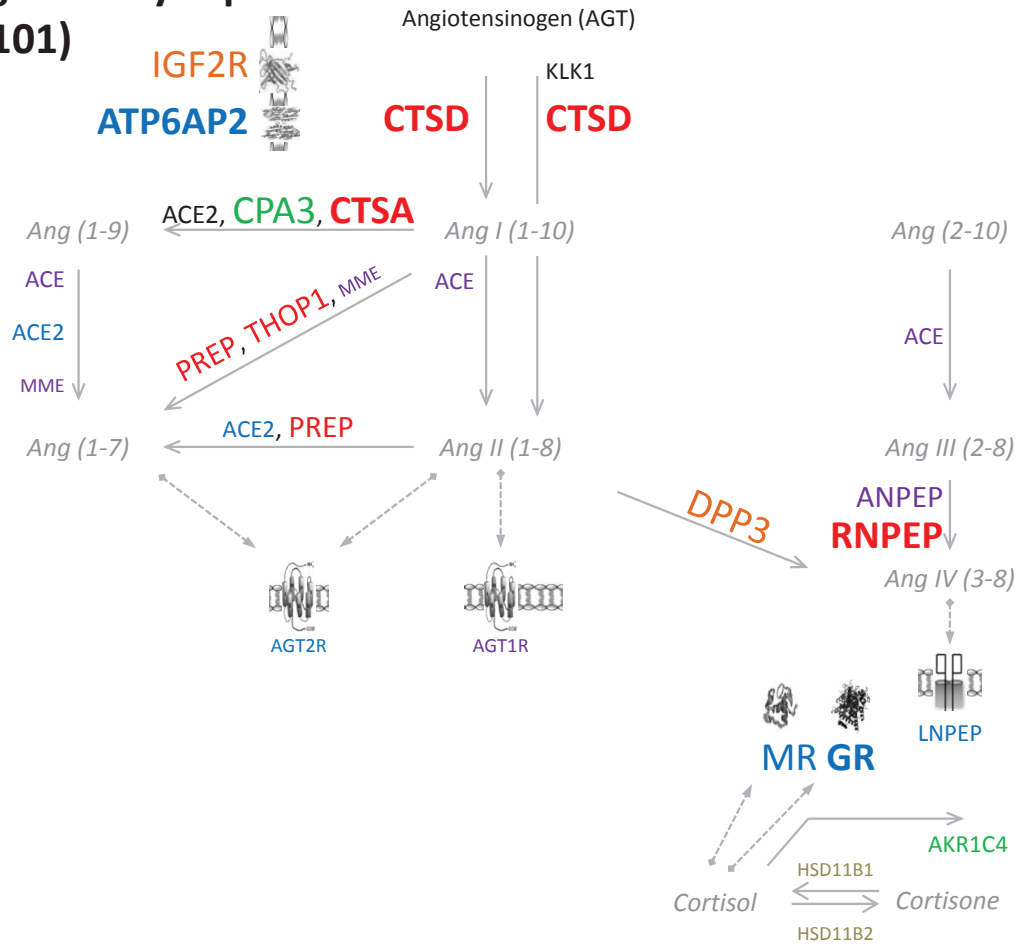 101)
Angiotensinogen (AGT)
IGF2R
KLK1
ATP6AP2
CTSD
CTSD
ACE2, CPA3, CTSA
Ang (1-9)
Ang I (1-10)
Ang (2-10)
ACE
ACE
ACE2
MME
PREP, THOP1, MME
ACE
ACE2, PREP
Ang (1-7)
Ang II (1-8)
Ang III (2-8)
DPP3
ANPEP
RNPEP
Ang IV (3-8)
AGT2R
AGT1R
LNPEP
MR GR
AKR1C4
HSD11B1
Cortisol
Cortisone
HSD11B2